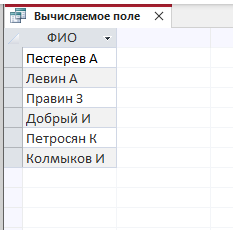 Вычисляемое поле
ФИО
Пестерев А
Левин А
Правин З
Добрый И
Петросян К
Колмыков И